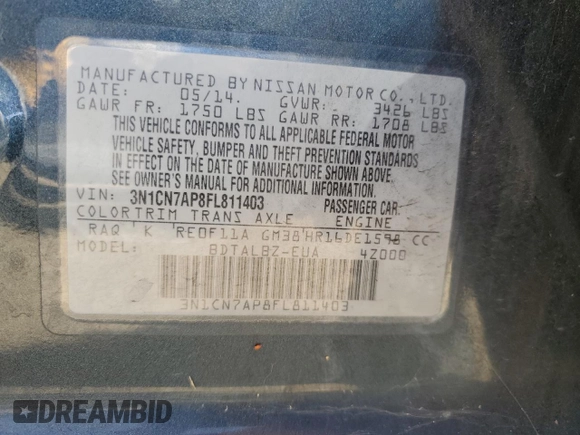 MANUFACTURED BY NISSAN MOTOR CO., LTD.
DATE: 05/14. GVWR: 3426 LBS
GAWR FR: 1750 LBS GAWR RR: 1708 LBS
THIS VEHICLE CONFORMS TO ALL APPLICABLE FEDERAL MOTOR
VEHICLE SAFETY, BUMPER AND THEFT PREVENTION STANDARDS
IN EFFECT ON THE DATE OF MANUFACTURE SHOWN ABOVE.
SEE OWNER'S MANUAL FOR ADDITIONAL INFORMATION.
VIN: 3N1CN7AP8FL811403 PASSENGER CAR.
COLOR TRIM TRANS AXLE ENGINE
RAQ K RE0F11A GM38 HR16DE 1598 CC
BDTALBZ-EUA 4Z000
3N1CN7AP8FL811403
DREAMBID